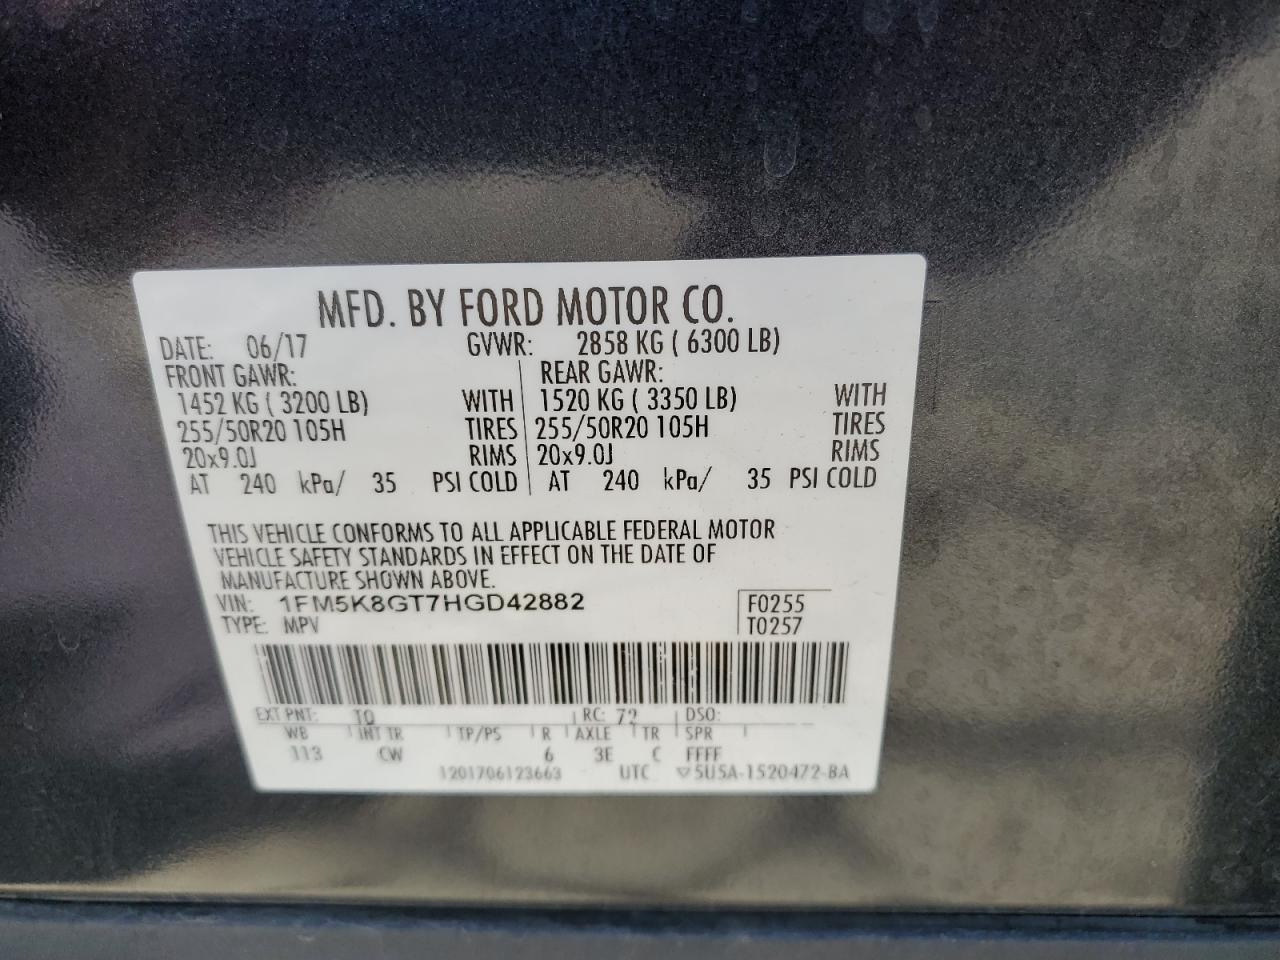 MFD. BY FORD MOTOR CO.
DATE: 06/17 GVWR: 2858 KG ( 6300 LB)
FRONT GAWR: REAR GAWR:
1452 KG ( 3200 LB) WITH 1520 KG ( 3350 LB) WITH
255/50R20 105H TIRES 255/50R20 105H TIRES
20x9.0J RIMS 20x9.0J RIMS
AT 240 kPa/ 35 PSI COLD AT 240 kPa/ 35 PSI COLD
THIS VEHICLE CONFORMS TO ALL APPLICABLE FEDERAL MOTOR
VEHICLE SAFETY STANDARDS IN EFFECT ON THE DATE OF
MANUFACTURE SHOWN ABOVE.
VIN: 1FM5K8GT7HGD42882 F0255
TYPE: MPV T0257
EXT PNT: RC: 72 DSO:
WB INT TR TP/PS R AXLE TR SPR
113 CW 6 3E C FFFF
1201706123663 UTC ▽5U5A-1520472-BA